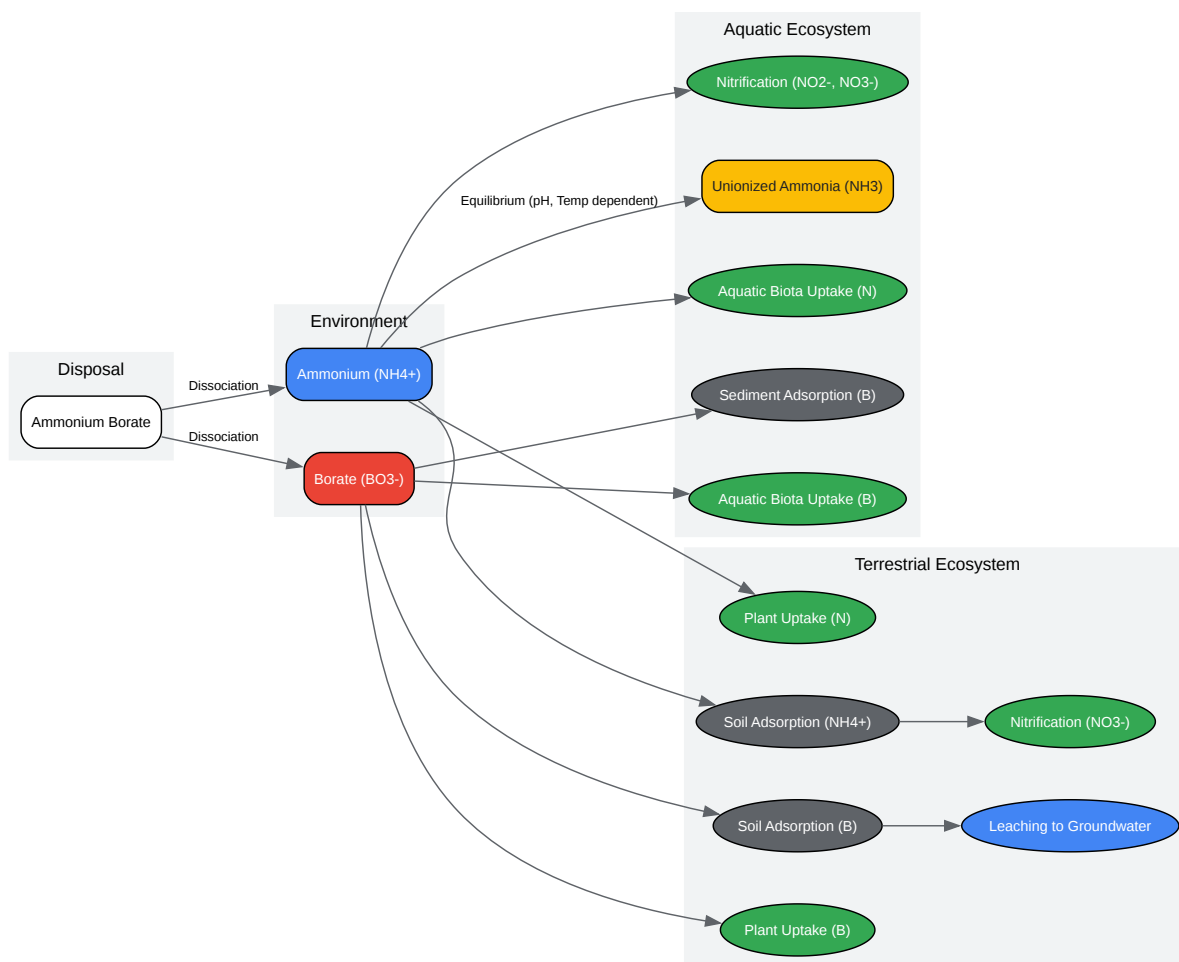 Disposal
Ammonium Borate
Dissociation
Dissociation
Environment
Ammonium (NH4+)
Borate (BO3-)
Equilibrium (pH, Temp dependent)
Aquatic Ecosystem
Nitrification (NO2-, NO3-)
Unionized Ammonia (NH3)
Aquatic Biota Uptake (N)
Sediment Adsorption (B)
Aquatic Biota Uptake (B)
Terrestrial Ecosystem
Plant Uptake (N)
Soil Adsorption (NH4+)
Nitrification (NO3-)
Soil Adsorption (B)
Leaching to Groundwater
Plant Uptake (B)